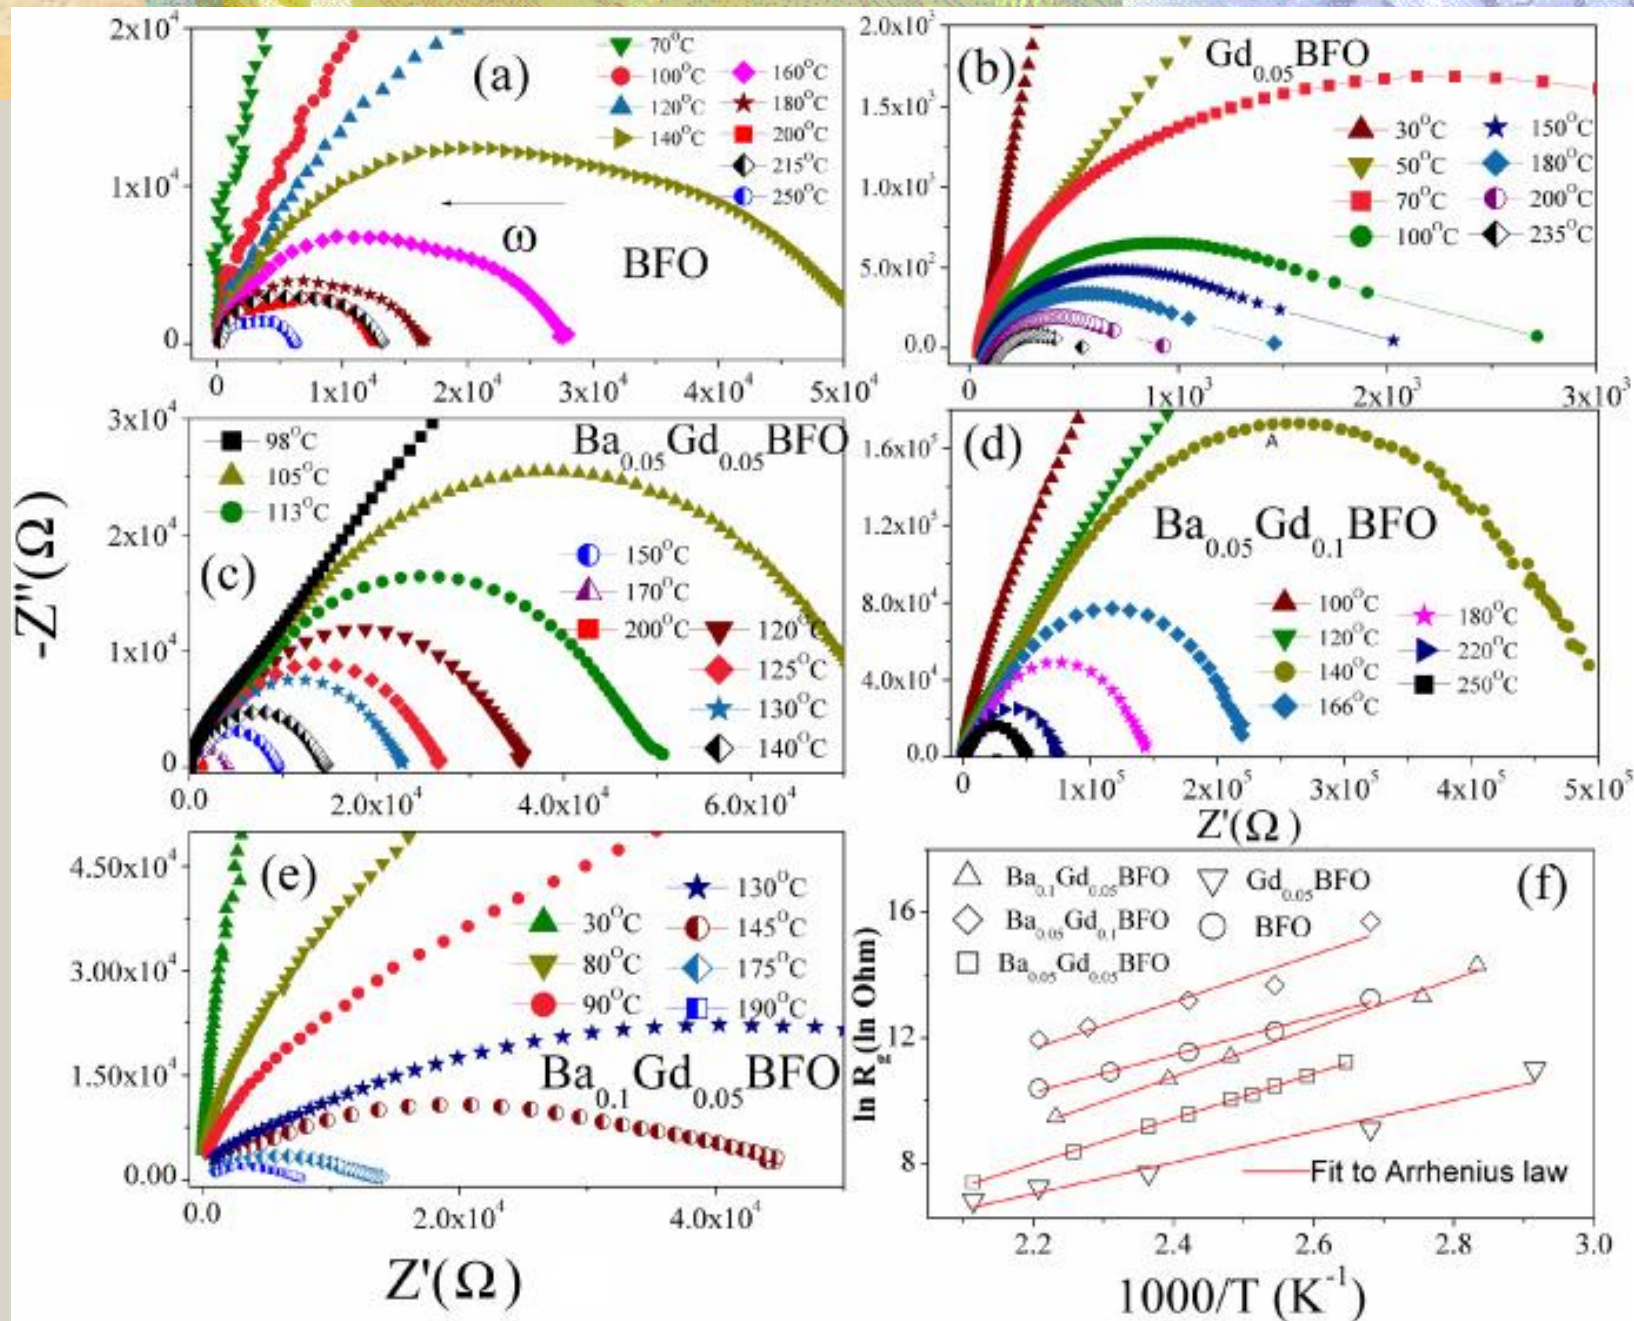 2x10⁴
1x10⁴
0
0
1x10⁴
2x10⁴
3x10⁴
4x10⁴
5x10⁴
(a)
70°C
100°C
120°C
140°C
160°C
180°C
200°C
215°C
250°C
ω
BFO
2.0x10³
1.5x10³
1.0x10³
5.0x10²
0.0
0
1x10³
2x10³
3x10³
(b)
Gd₀.₀₅BFO
30°C
50°C
70°C
100°C
150°C
180°C
200°C
235°C
-Z''(Ω)
3x10⁴
2x10⁴
1x10⁴
0
0.0
2.0x10⁴
4.0x10⁴
6.0x10⁴
98°C
105°C
113°C
Ba₀.₀₅Gd₀.₀₅BFO
(c)
150°C
170°C
200°C
120°C
125°C
130°C
140°C
1.6x10⁵
1.2x10⁵
8.0x10⁴
4.0x10⁴
0.0
0
1x10⁵
2x10⁵
3x10⁵
4x10⁵
5x10⁵
Z'(Ω)
(d)
A
Ba₀.₀₅Gd₀.₁BFO
100°C
120°C
140°C
166°C
180°C
220°C
250°C
4.50x10⁴
3.00x10⁴
1.50x10⁴
0.00
0.0
2.0x10⁴
4.0x10⁴
(e)
30°C
80°C
90°C
130°C
145°C
175°C
190°C
Ba₀.₁Gd₀.₀₅BFO
Z'(Ω)
ln R_g (ln Ohm)
16
12
8
2.2
2.4
2.6
2.8
3.0
Ba₀.₁Gd₀.₀₅BFO
Ba₀.₀₅Gd₀.₁BFO
Ba₀.₀₅Gd₀.₀₅BFO
Gd₀.₀₅BFO
BFO
(f)
Fit to Arrhenius law
1000/T (K⁻¹)